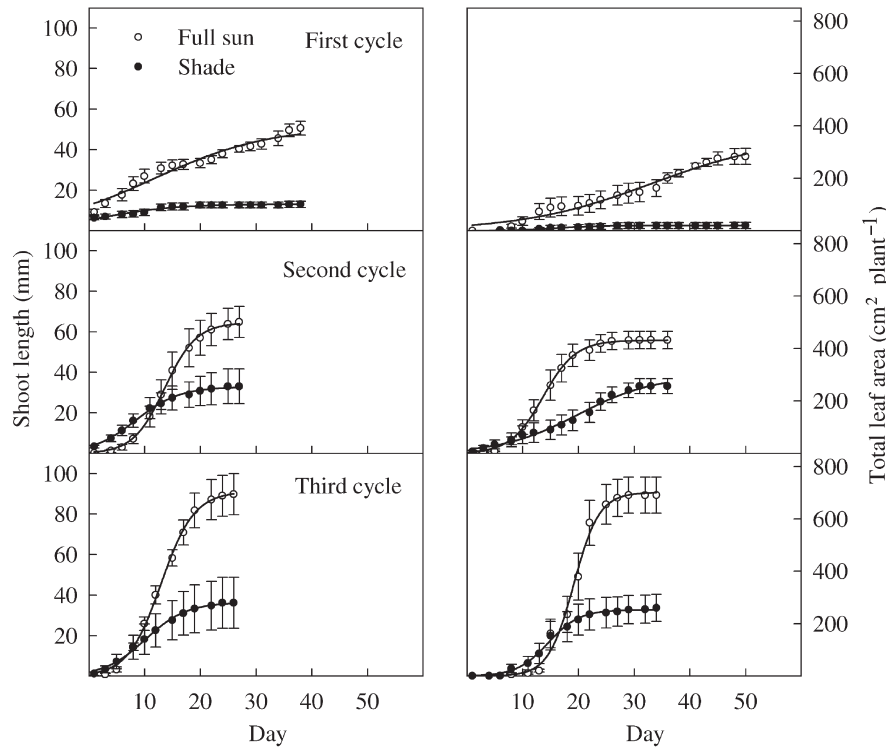 100
80
60
40
20
Full sun
Shade
First cycle
800
600
400
200
100
80
60
40
20
Second cycle
800
600
400
200
100
80
60
40
20
Third cycle
800
600
400
200
0
10 20 30 40 50
0 10 20 30 40 50
Day
Day
Shoot length (mm)
Total leaf area (cm² plant⁻¹)